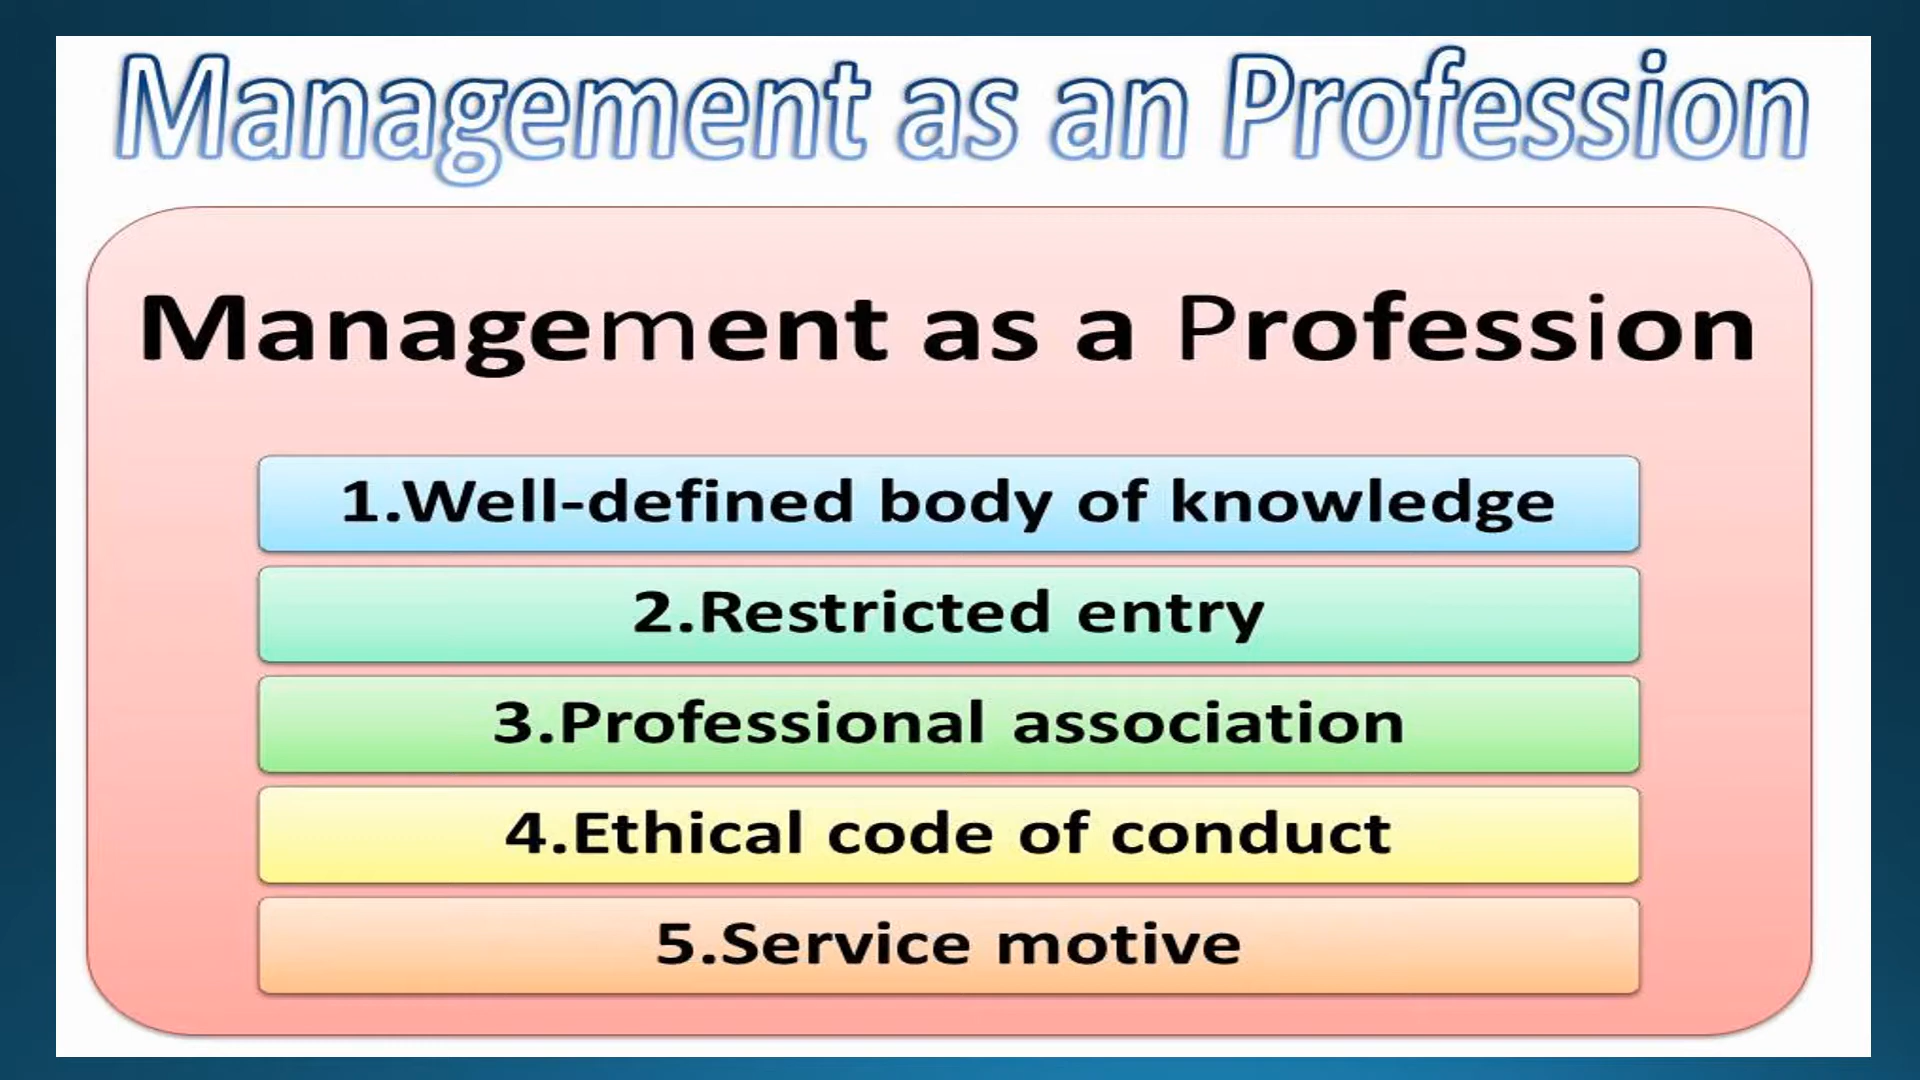 Management as an Profession
Management as a Profession
1.Well-defined body of knowledge
2.Restricted entry
3.Professional association
4.Ethical code of conduct
5.Service motive